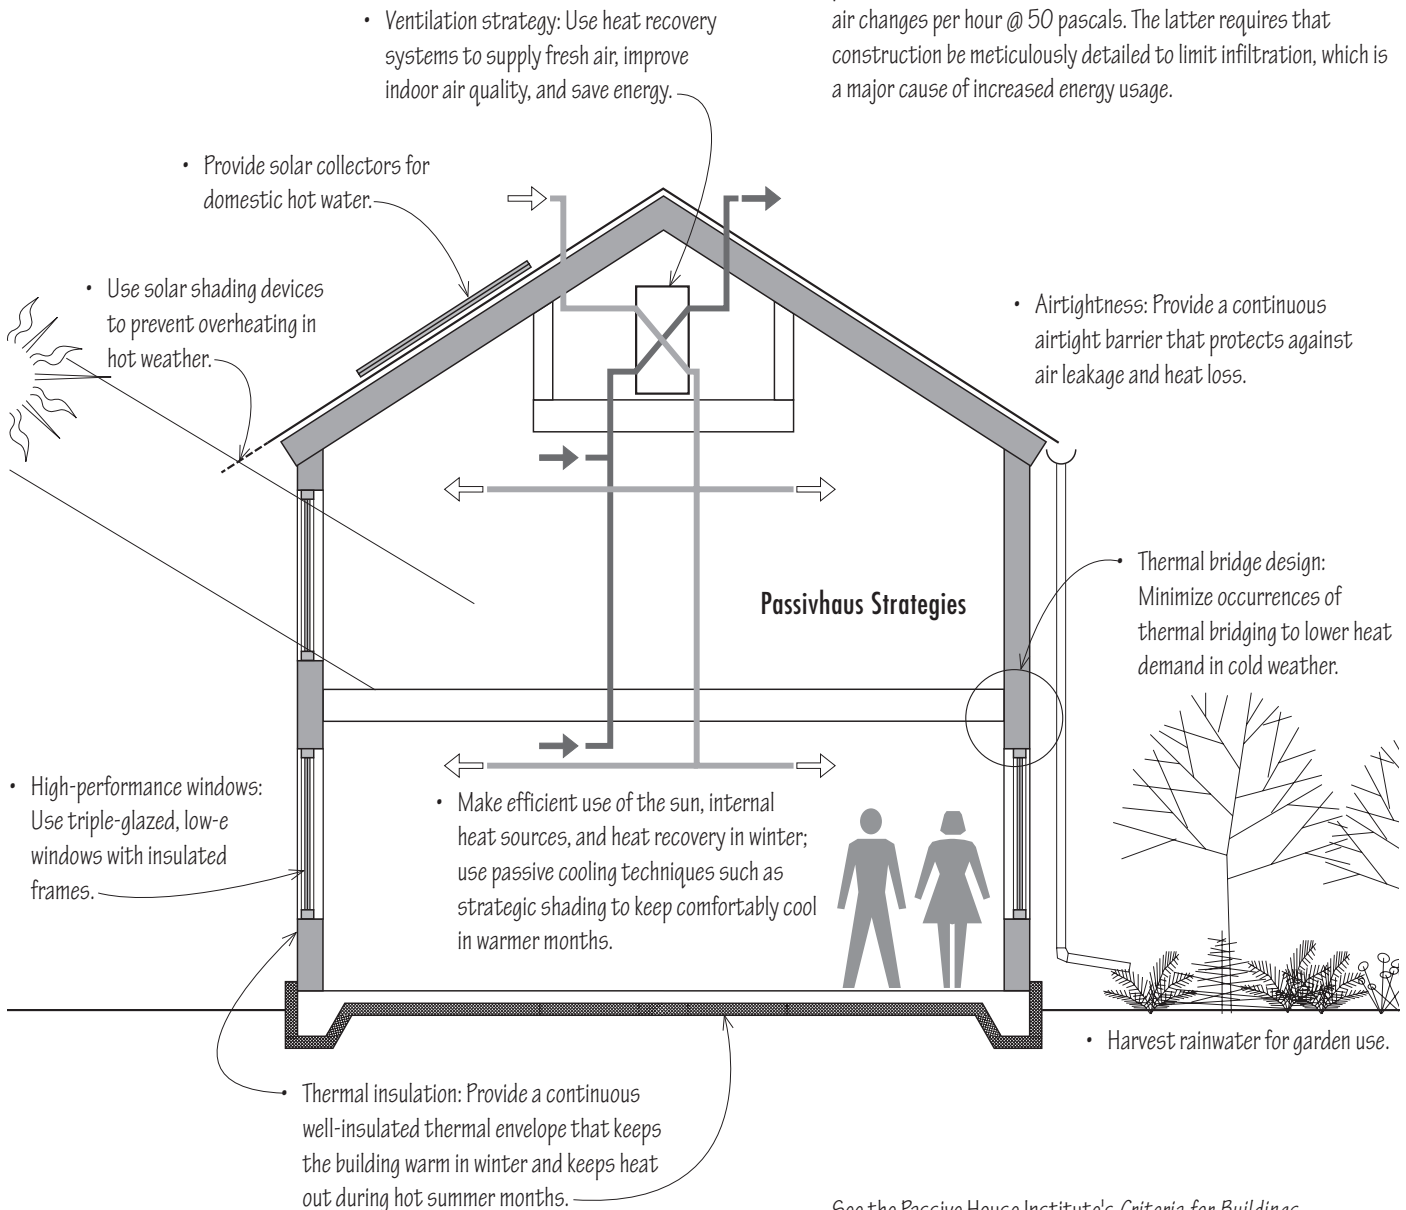 • Ventilation strategy: Use heat recovery
systems to supply fresh air, improve
indoor air quality, and save energy.
air changes per hour @ 50 pascals. The latter requires that
construction be meticulously detailed to limit infiltration, which is
a major cause of increased energy usage.
• Provide solar collectors for
domestic hot water.
• Use solar shading devices
to prevent overheating in
hot weather.
• Airtightness: Provide a continuous
airtight barrier that protects against
air leakage and heat loss.
• Thermal bridge design:
Minimize occurrences of
thermal bridging to lower heat
demand in cold weather.
Passivhaus Strategies
• High-performance windows:
Use triple-glazed, low-e
windows with insulated
frames.
• Make efficient use of the sun, internal
heat sources, and heat recovery in winter;
use passive cooling techniques such as
strategic shading to keep comfortably cool
in warmer months.
• Harvest rainwater for garden use.
• Thermal insulation: Provide a continuous
well-insulated thermal envelope that keeps
the building warm in winter and keeps heat
out during hot summer months.
See the Passive House Institute's Criteria for Buildings